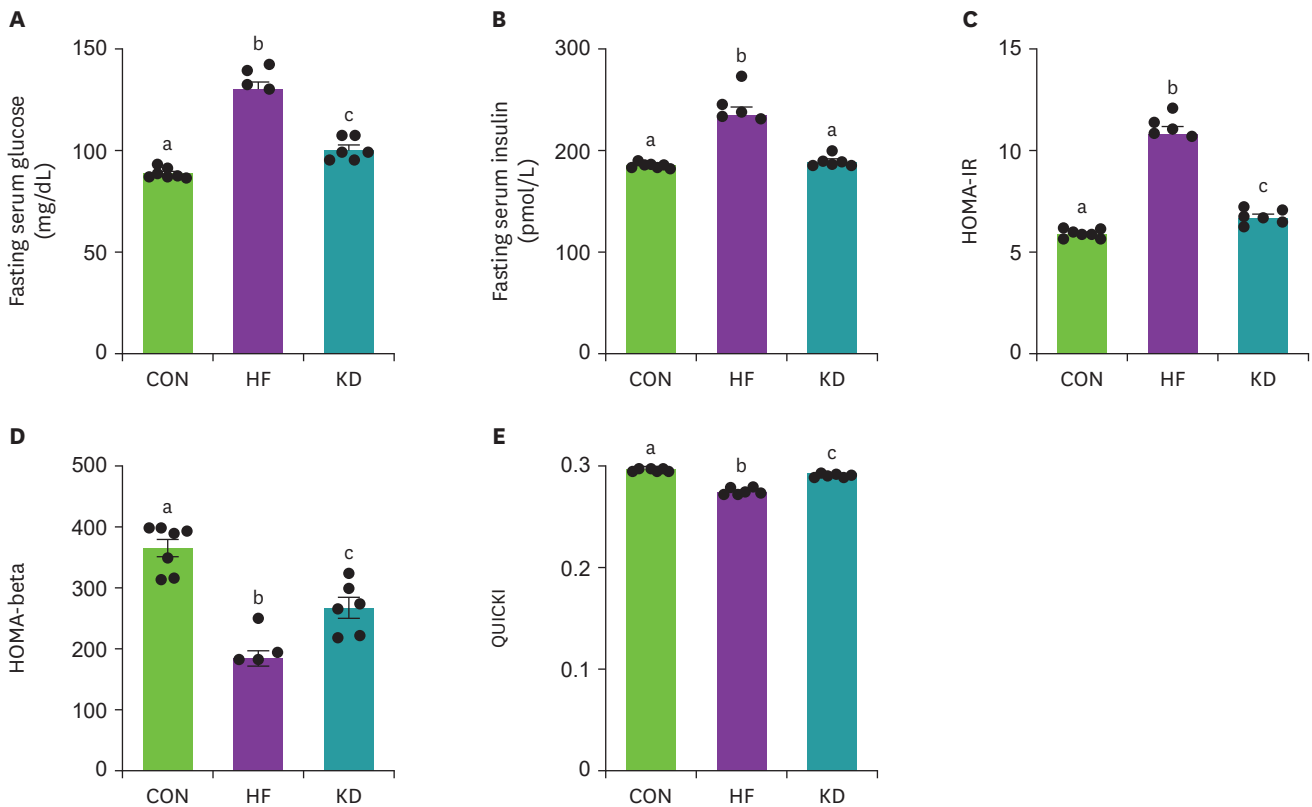 A
Fasting serum glucose
(mg/dL)
150
100
50
0
a
b
c
CON
HF
KD
B
Fasting serum insulin
(pmol/L)
300
200
100
0
a
b
a
CON
HF
KD
C
HOMA-IR
15
10
5
0
a
b
c
CON
HF
KD
D
HOMA-beta
500
400
300
200
100
0
a
b
c
CON
HF
KD
E
QUICKI
0.3
0.2
0.1
0
a
b
c
CON
HF
KD